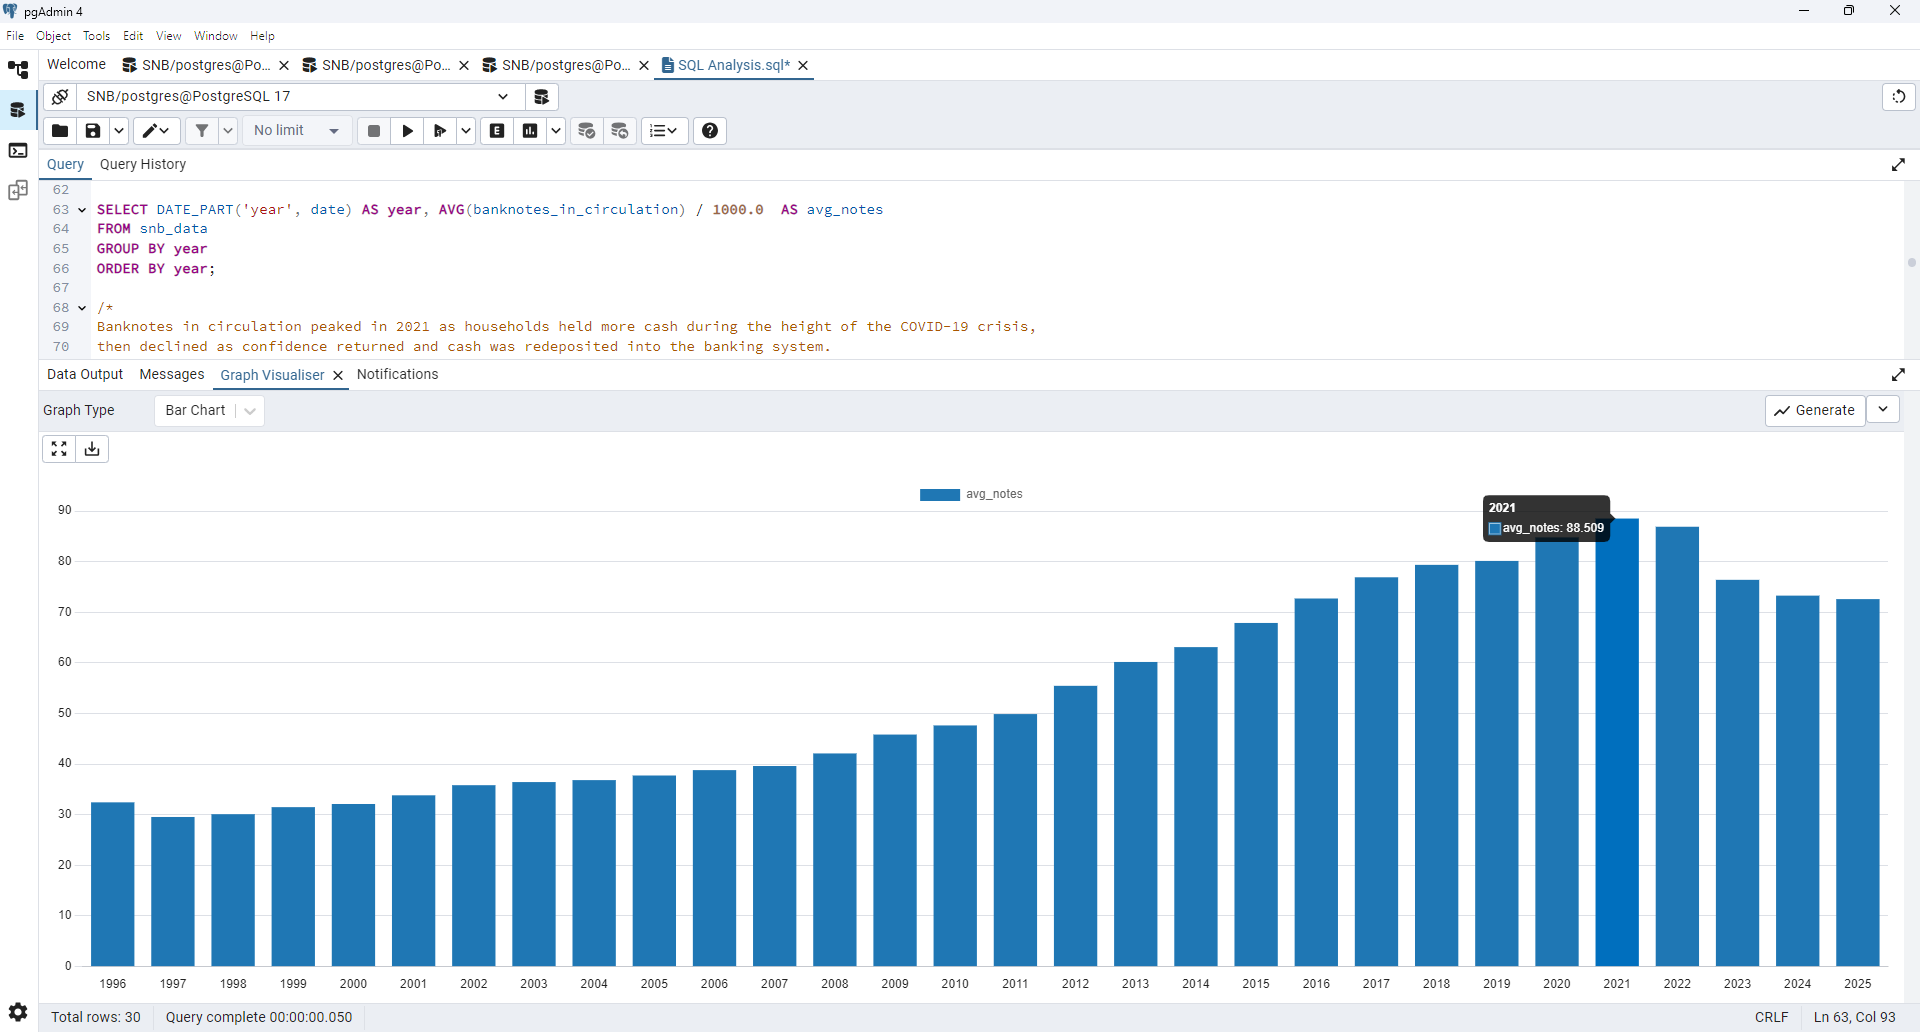 pgAdmin 4
File Object Tools Edit View Window Help
Welcome SNB/postgres@Po... SNB/postgres@Po... SNB/postgres@Po... SQL Analysis.sql*
SNB/postgres@PostgreSQL 17
No limit E
Query Query History
62
63 SELECT DATE_PART('year', date) AS year, AVG(banknotes_in_circulation) / 1000.0 AS avg_notes
64 FROM snb_data
65 GROUP BY year
66 ORDER BY year;
67
68 /*
69 Banknotes in circulation peaked in 2021 as households held more cash during the height of the COVID-19 crisis,
70 then declined as confidence returned and cash was redeposited into the banking system.
Data Output Messages Graph Visualiser Notifications
Graph Type Bar Chart Generate
avg_notes
2021
avg_notes: 88.509
90
80
70
60
50
40
30
20
10
0
1996 1997 1998 1999 2000 2001 2002 2003 2004 2005 2006 2007 2008 2009 2010 2011 2012 2013 2014 2015 2016 2017 2018 2019 2020 2021 2022 2023 2024 2025
Total rows: 30 Query complete 00:00:00.050 CRLF Ln 63, Col 93